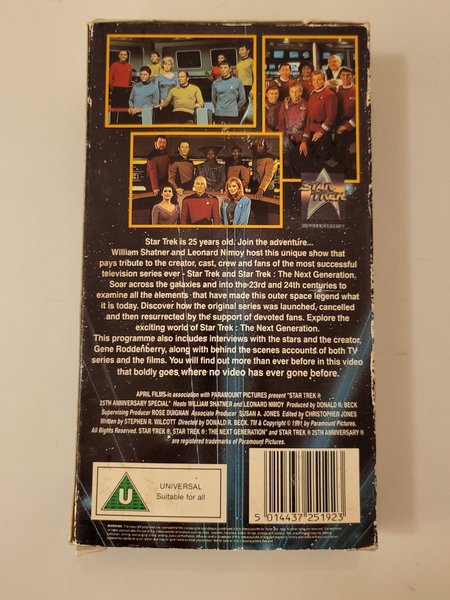 STAR TREK
Star Trek is 25 years old. Join the adventure...
William Shatner and Leonard Nimoy host this unique show that
pays tribute to the creator, cast, crew and fans of the most successful
television series ever - Star Trek and Star Trek : The Next Generation.
Soar across the galaxies and into the 23rd and 24th centuries to
examine all the elements that have made this outer space legend what
it is today. Discover how the original series was launched, cancelled
and then resurrected by the support of devoted fans. Explore the
exciting world of Star Trek : The Next Generation.
This programme also includes interviews with the stars and the creator,
Gene Roddenberry, along with behind the scenes accounts of both TV
series and the films. You will find out more than ever before in this video
that boldly goes where no video has ever gone before.
APRIL FILMS in association with PARAMOUNT PICTURES present "STAR TREK ®
25TH ANNIVERSARY SPECIAL" Hosts WILLIAM SHATNER and LEONARD NIMOY Produced by DONALD R. BECK
Supervising Producer ROSE DUIGNAN Associate Producer SUSAN A. JONES Edited by CHRISTOPHER JONES
Written by STEPHEN R. WILCOTT Directed by DONALD R. BECK. TM & Copyright © 1991 by Paramount Pictures.
All Rights Reserved. STAR TREK ®, STAR TREK ®: THE NEXT GENERATION" and STAR TREK ® 25TH ANNIVERSARY ®
are registered trademarks of Paramount Pictures.
U
UNIVERSAL
Suitable for all
5 014437 251923